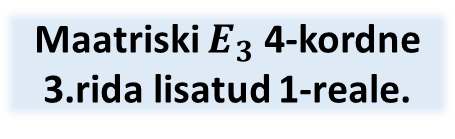 Maatriski E₃ 4-kordne
3.rida lisatud 1-reale.